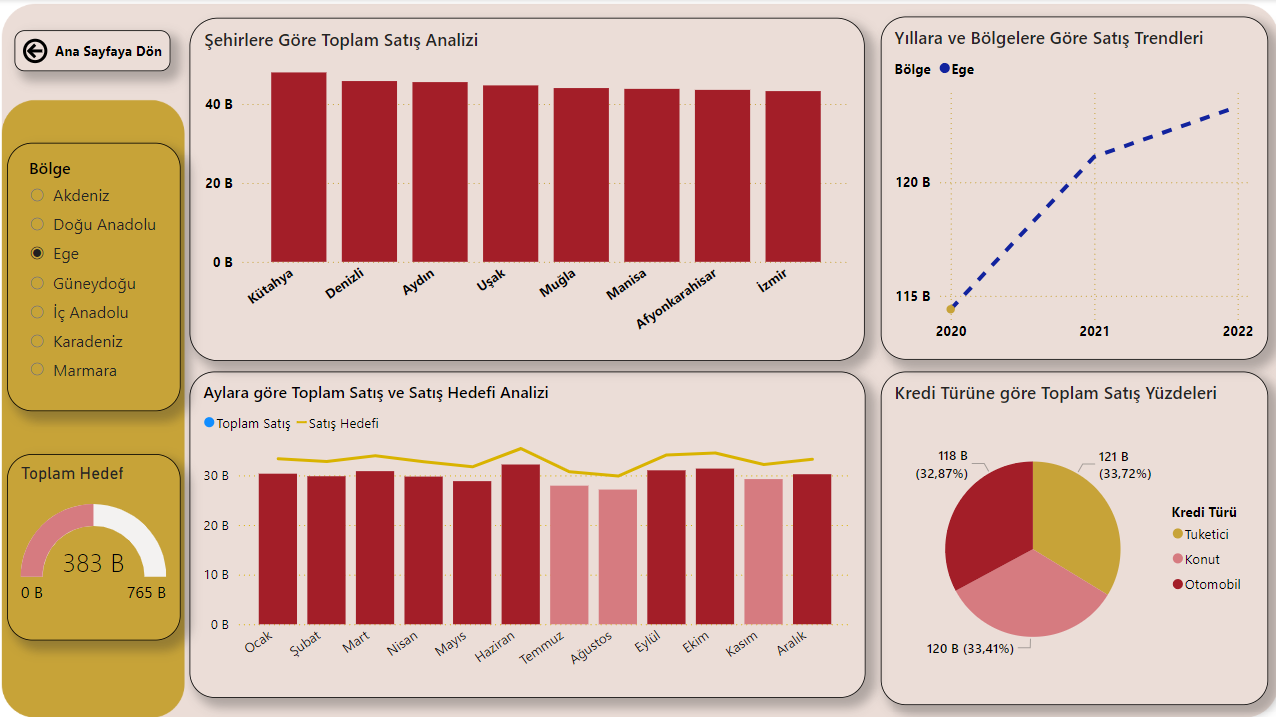 Ana Sayfaya Dön
Bölge
Akdeniz
Doğu Anadolu
Ege
Güneydoğu
İç Anadolu
Karadeniz
Marmara
Toplam Hedef
383 B
0 B
765 B
Şehirlere Göre Toplam Satış Analizi
40 B
20 B
0 B
Kütahya
Denizli
Aydın
Uşak
Muğla
Manisa
Afyonkarahisar
İzmir
Yıllara ve Bölgelere Göre Satış Trendleri
Bölge Ege
120 B
115 B
2020 2021 2022
Aylara göre Toplam Satış ve Satış Hedefi Analizi
Toplam Satış Satış Hedefi
30 B
20 B
10 B
0 B
Ocak
Şubat
Mart
Nisan
Mayıs
Haziran
Temmuz
Ağustos
Eylül
Ekim
Kasım
Aralık
Kredi Türüne göre Toplam Satış Yüzdeleri
118 B
(32,87%)
121 B
(33,72%)
120 B (33,41%)
Kredi Türü
Tuketici
Konut
Otomobil